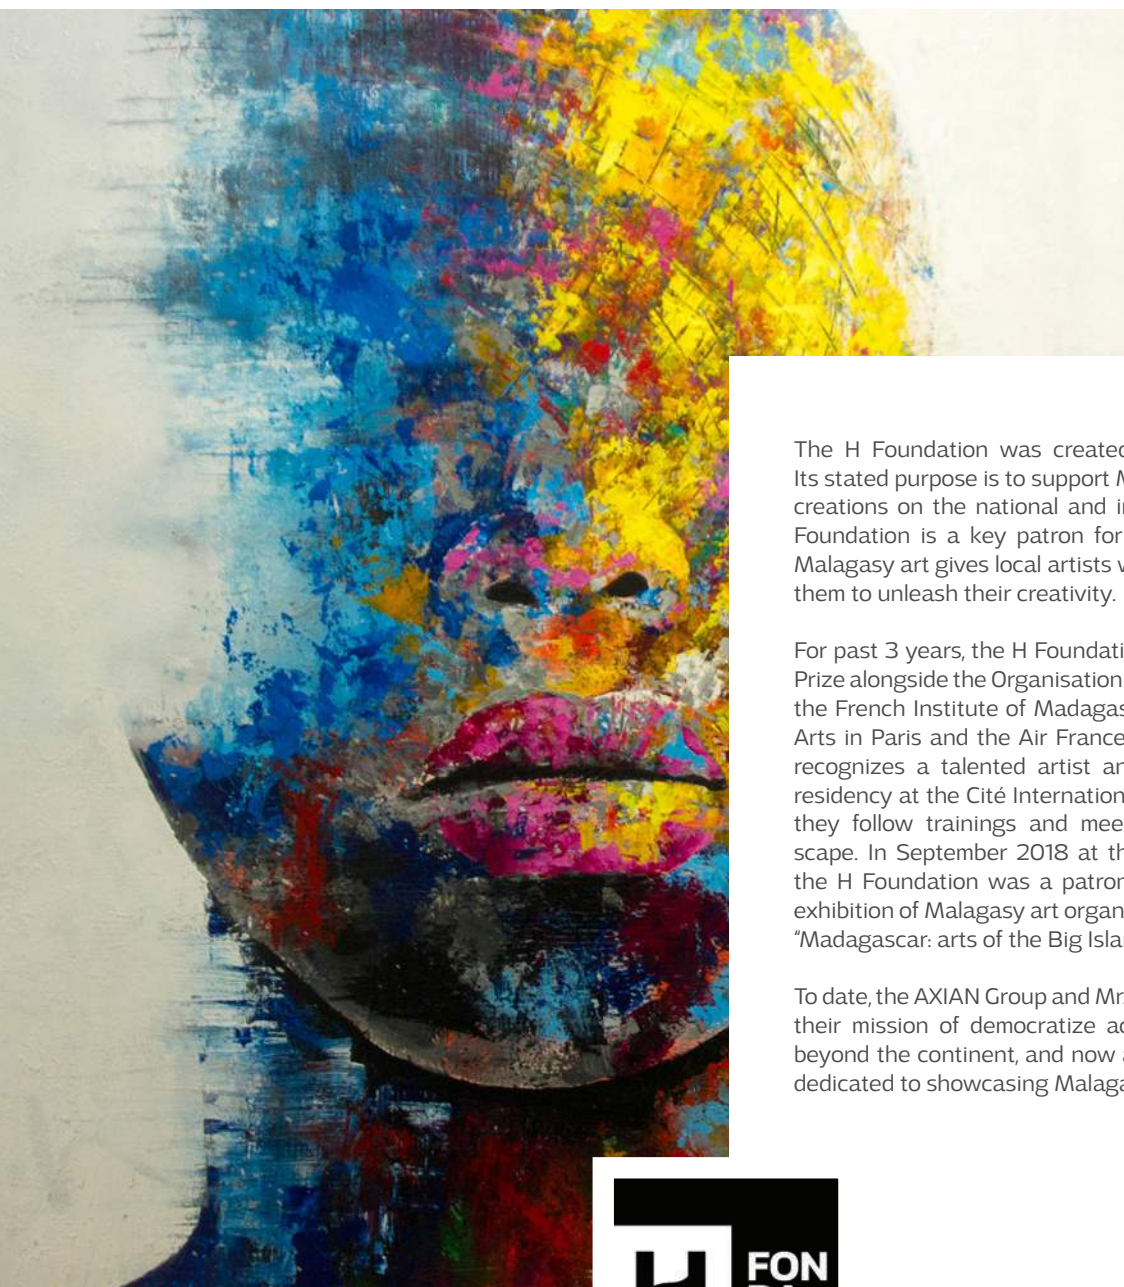 The H Foundation was created
Its stated purpose is to support
creations on the national and
Foundation is a key patron for
Malagasy art gives local artists
them to unleash their creativity.
For past 3 years, the H Foundati
Prize alongside the Organisation
the French Institute of Madagas
Arts in Paris and the Air France
recognizes a talented artist an
residency at the Cité Internation
they follow trainings and mee
scape. In September 2018 at th
the H Foundation was a patron
exhibition of Malagasy art organ
“Madagascar: arts of the Big Isla
To date, the AXIAN Group and Mr.
their mission of democratize ac
beyond the continent, and now a
dedicated to showcasing Malaga
H FON